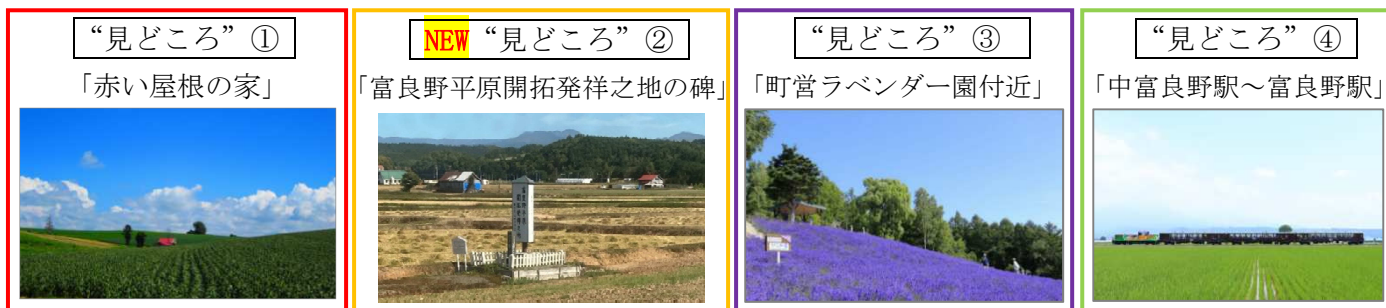 “見どころ”①
「赤い屋根の家」
NEW “見どころ”②
「富良野平原開拓発祥之地の碑」
“見どころ”③
「町営ラベンダー園付近」
“見どころ”④
「中富良野駅～富良野駅」